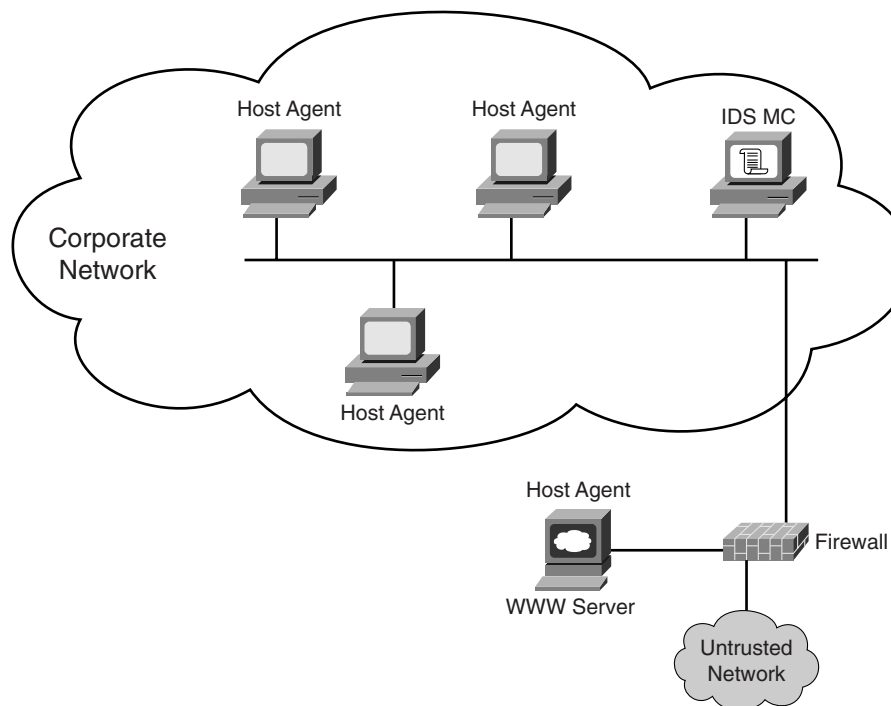 Host Agent
Host Agent
IDS MC
Corporate
Network
Host Agent
Host Agent
Firewall
WWW Server
Untrusted
Network